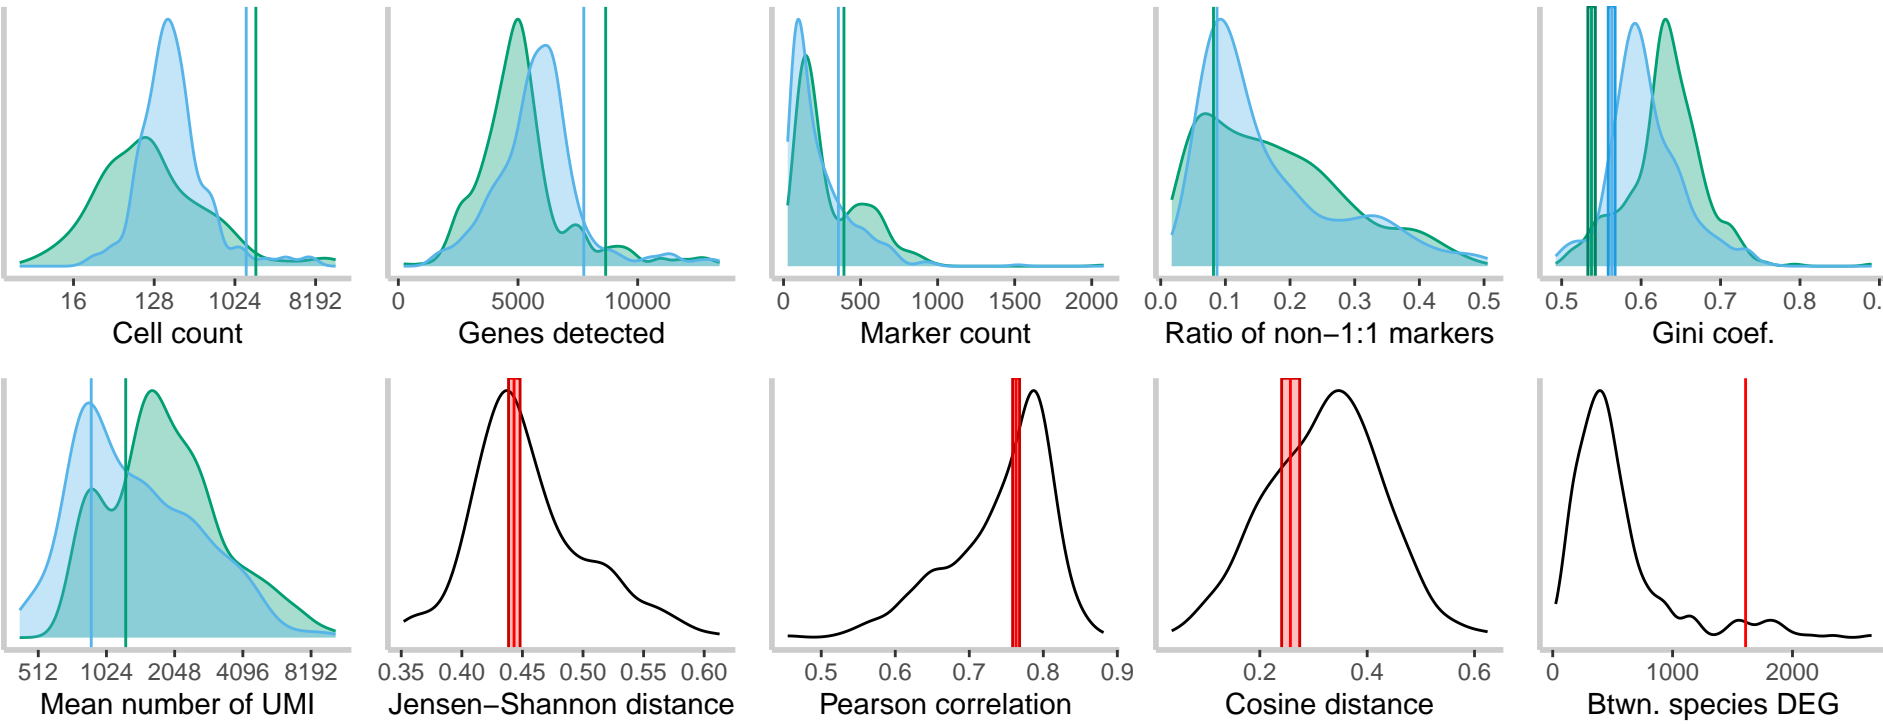 16 128 1024 8192
Cell count
0 5000 10000
Genes detected
0 500 1000 1500 2000
Marker count
0.0 0.1 0.2 0.3 0.4 0.5
Ratio of non−1:1 markers
0.5 0.6 0.7 0.8 0.
Gini coef.
512 1024 2048 4096 8192
Mean number of UMI
0.35 0.40 0.45 0.50 0.55 0.60
Jensen−Shannon distance
0.5 0.6 0.7 0.8 0.9
Pearson correlation
0.2 0.4 0.6
Cosine distance
0 1000 2000
Btwn. species DEG